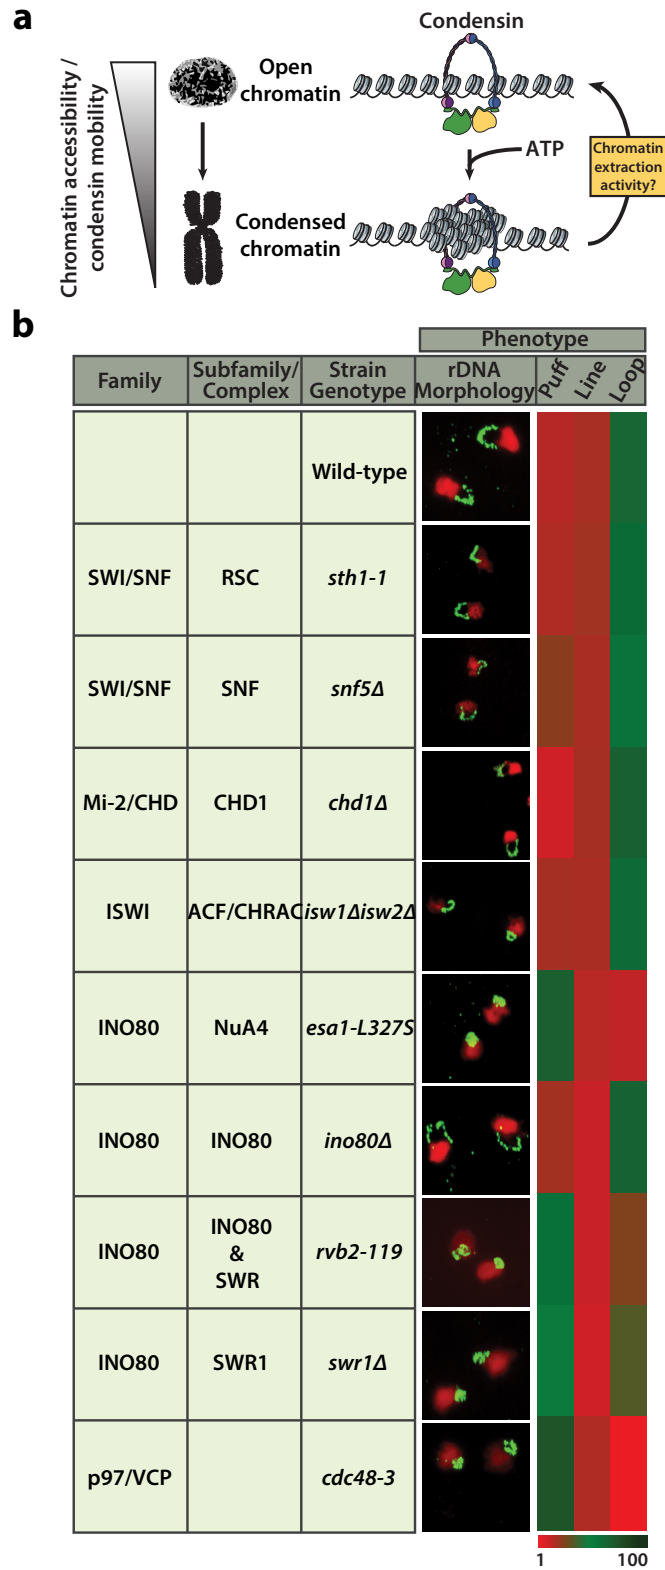 a
Condensin
Chromatin accessibility /
condensin mobility
Open
chromatin
ATP
Chromatin
extraction
activity?
Condensed
chromatin
b
Phenotype
Family
Subfamily/
Complex
Strain
Genotype
rDNA
Morphology
Puff
Line
Loop
Wild-type
SWI/SNF
RSC
sth1-1
SWI/SNF
SNF
snf5Δ
Mi-2/CHD
CHD1
chd1Δ
ISWI
ACF/CHRAC
isw1Δisw2Δ
INO80
NuA4
esa1-L327S
INO80
INO80
ino80Δ
INO80
INO80
&
SWR
rvb2-119
INO80
SWR1
swr1Δ
p97/VCP
cdc48-3
1
100